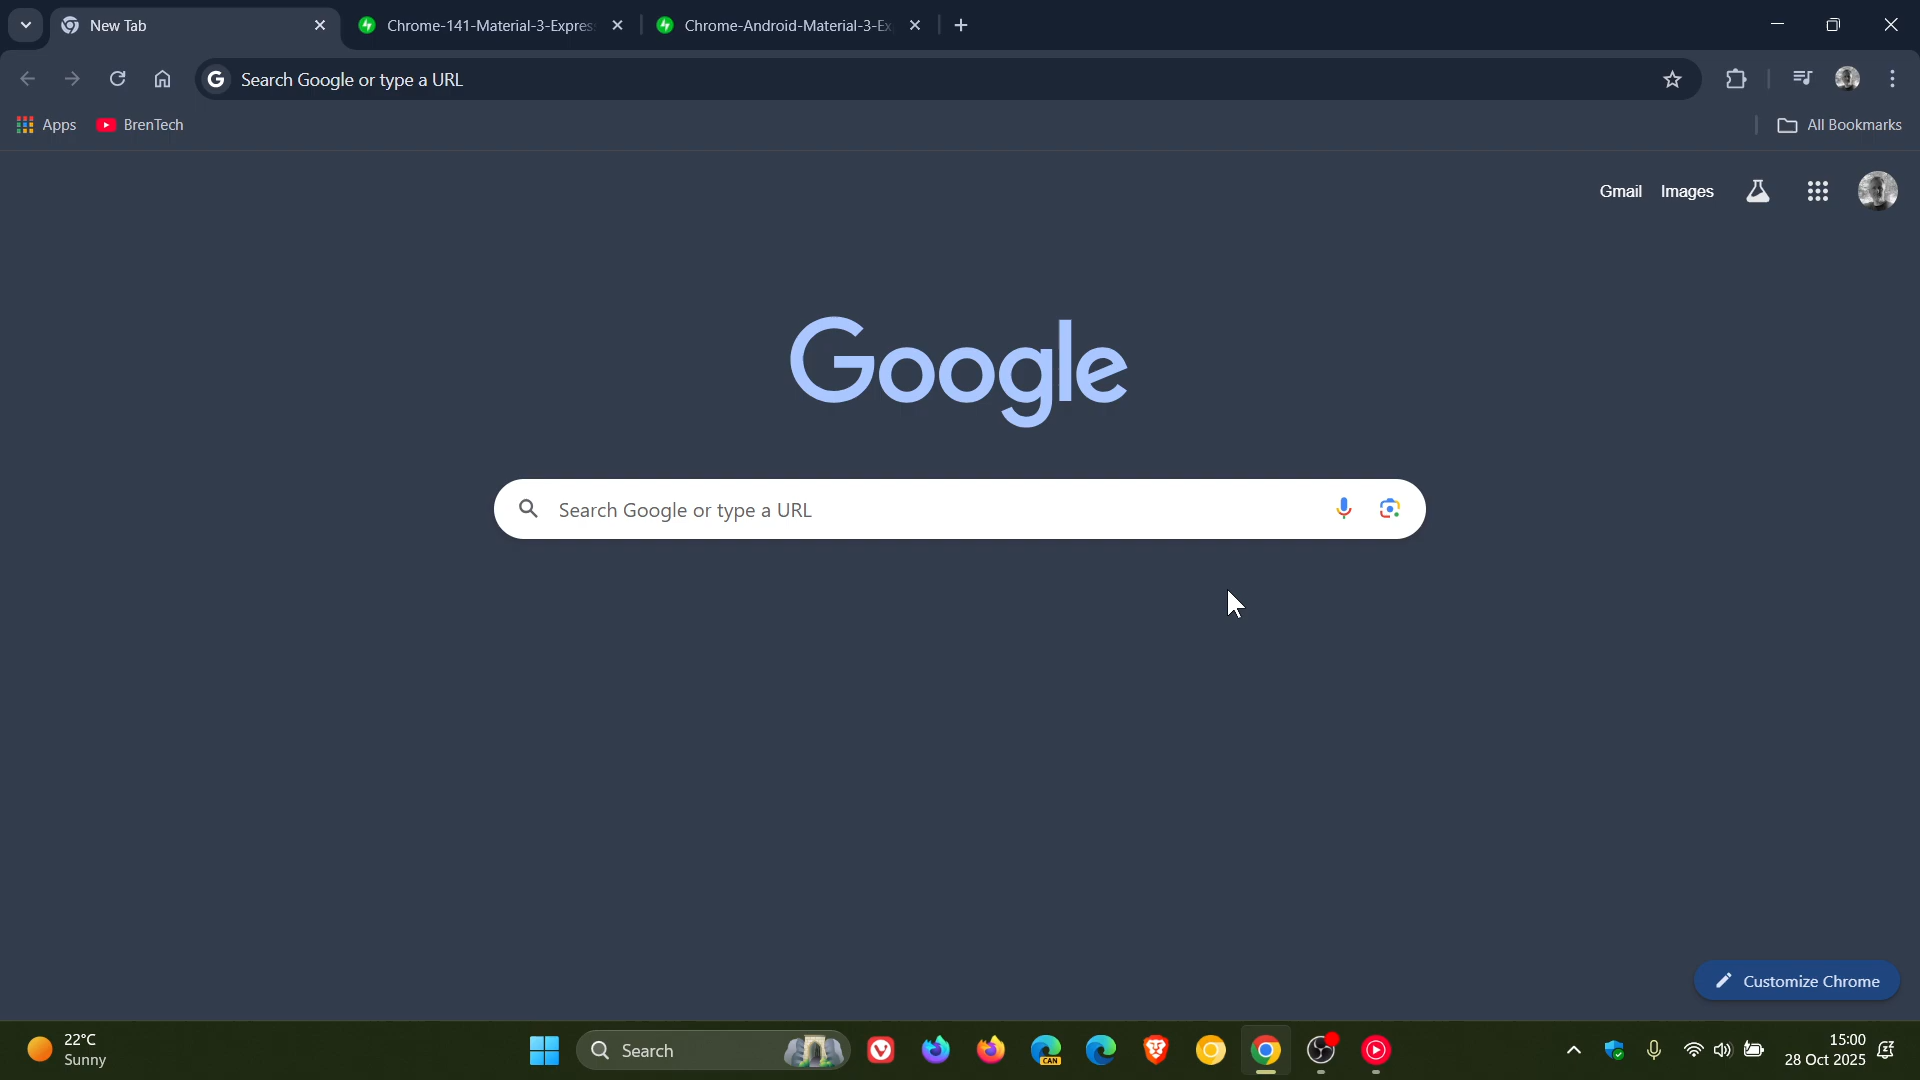 New Tab
Chrome-141-Material-3-Expres
Chrome-Android-Material-3-Ex
Search Google or type a URL
Apps
BrenTech
All Bookmarks
Gmail
Images
Google
Search Google or type a URL
Customize Chrome
22°C
Sunny
Search
CAN
15:00
28 Oct 2025